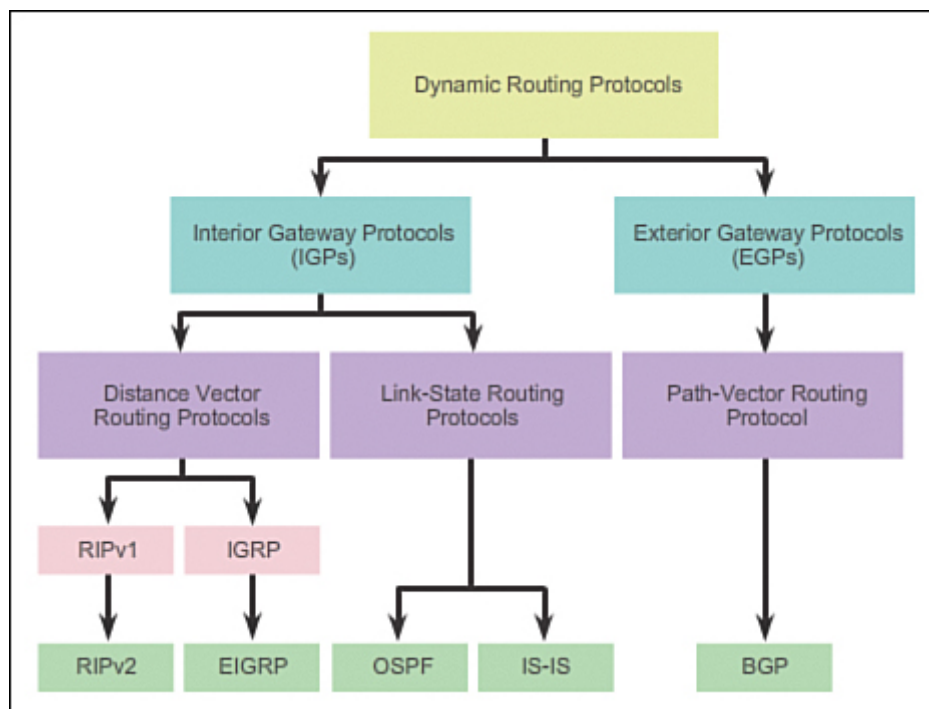 Dynamic Routing Protocols
Interior Gateway Protocols
(IGPs)
Exterior Gateway Protocols
(EGPs)
Distance Vector
Routing Protocols
Link-State Routing
Protocols
Path-Vector Routing
Protocol
RIPv1
IGRP
RIPv2
EIGRP
OSPF
IS-IS
BGP